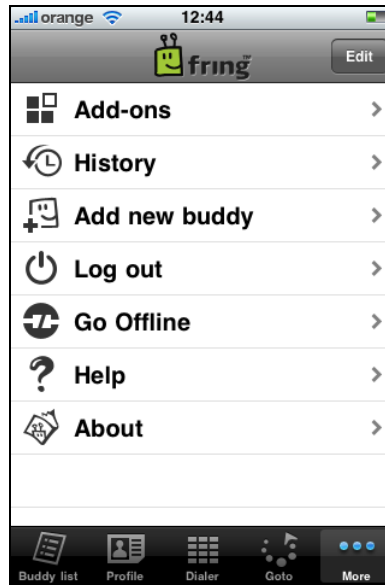 orange 12:44
fring Edit
Add-ons
History
Add new buddy
Log out
Go Offline
Help
About
Buddy list Profile Dialer Goto More